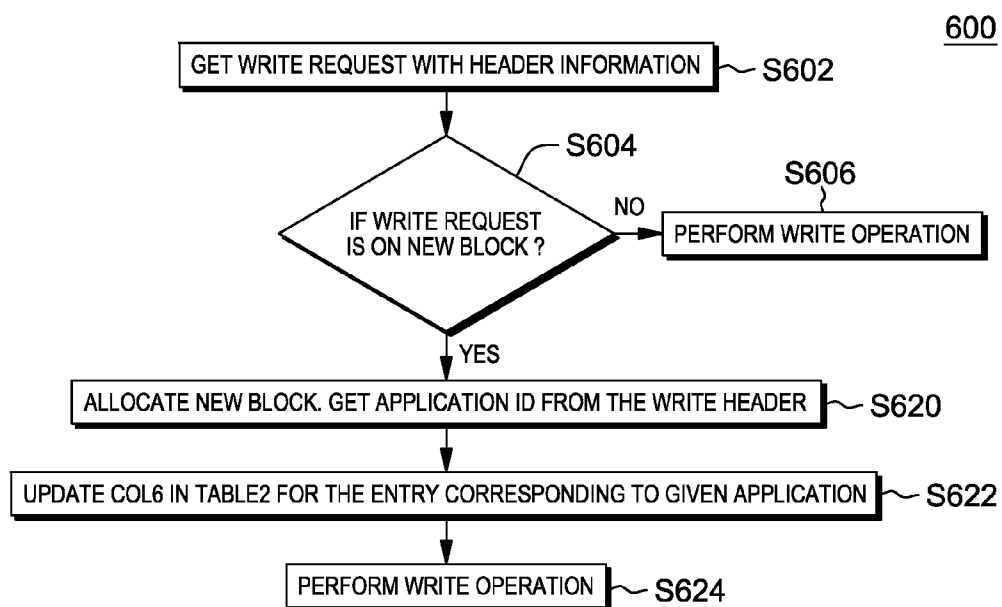 600
GET WRITE REQUEST WITH HEADER INFORMATION
S602
S604
IF WRITE REQUEST
IS ON NEW BLOCK ?
NO
S606
PERFORM WRITE OPERATION
YES
ALLOCATE NEW BLOCK. GET APPLICATION ID FROM THE WRITE HEADER
S620
UPDATE COL6 IN TABLE2 FOR THE ENTRY CORRESPONDING TO GIVEN APPLICATION
S622
PERFORM WRITE OPERATION
S624